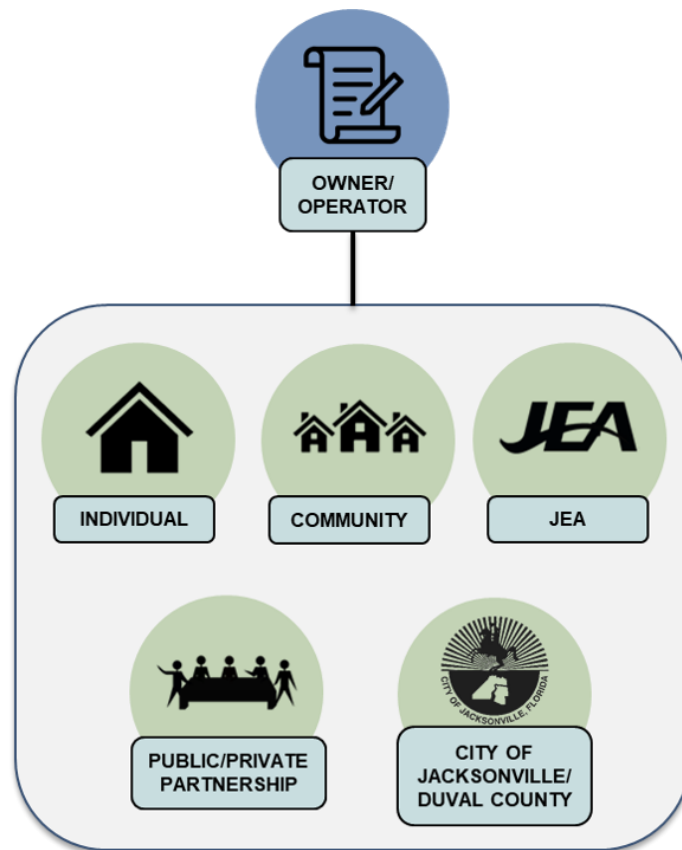 OWNER/
OPERATOR
JEA
INDIVIDUAL
COMMUNITY
JEA
CITY OF JACKSONVILLE, FLORIDA
PUBLIC/PRIVATE
PARTNERSHIP
CITY OF
JACKSONVILLE/
DUVAL COUNTY